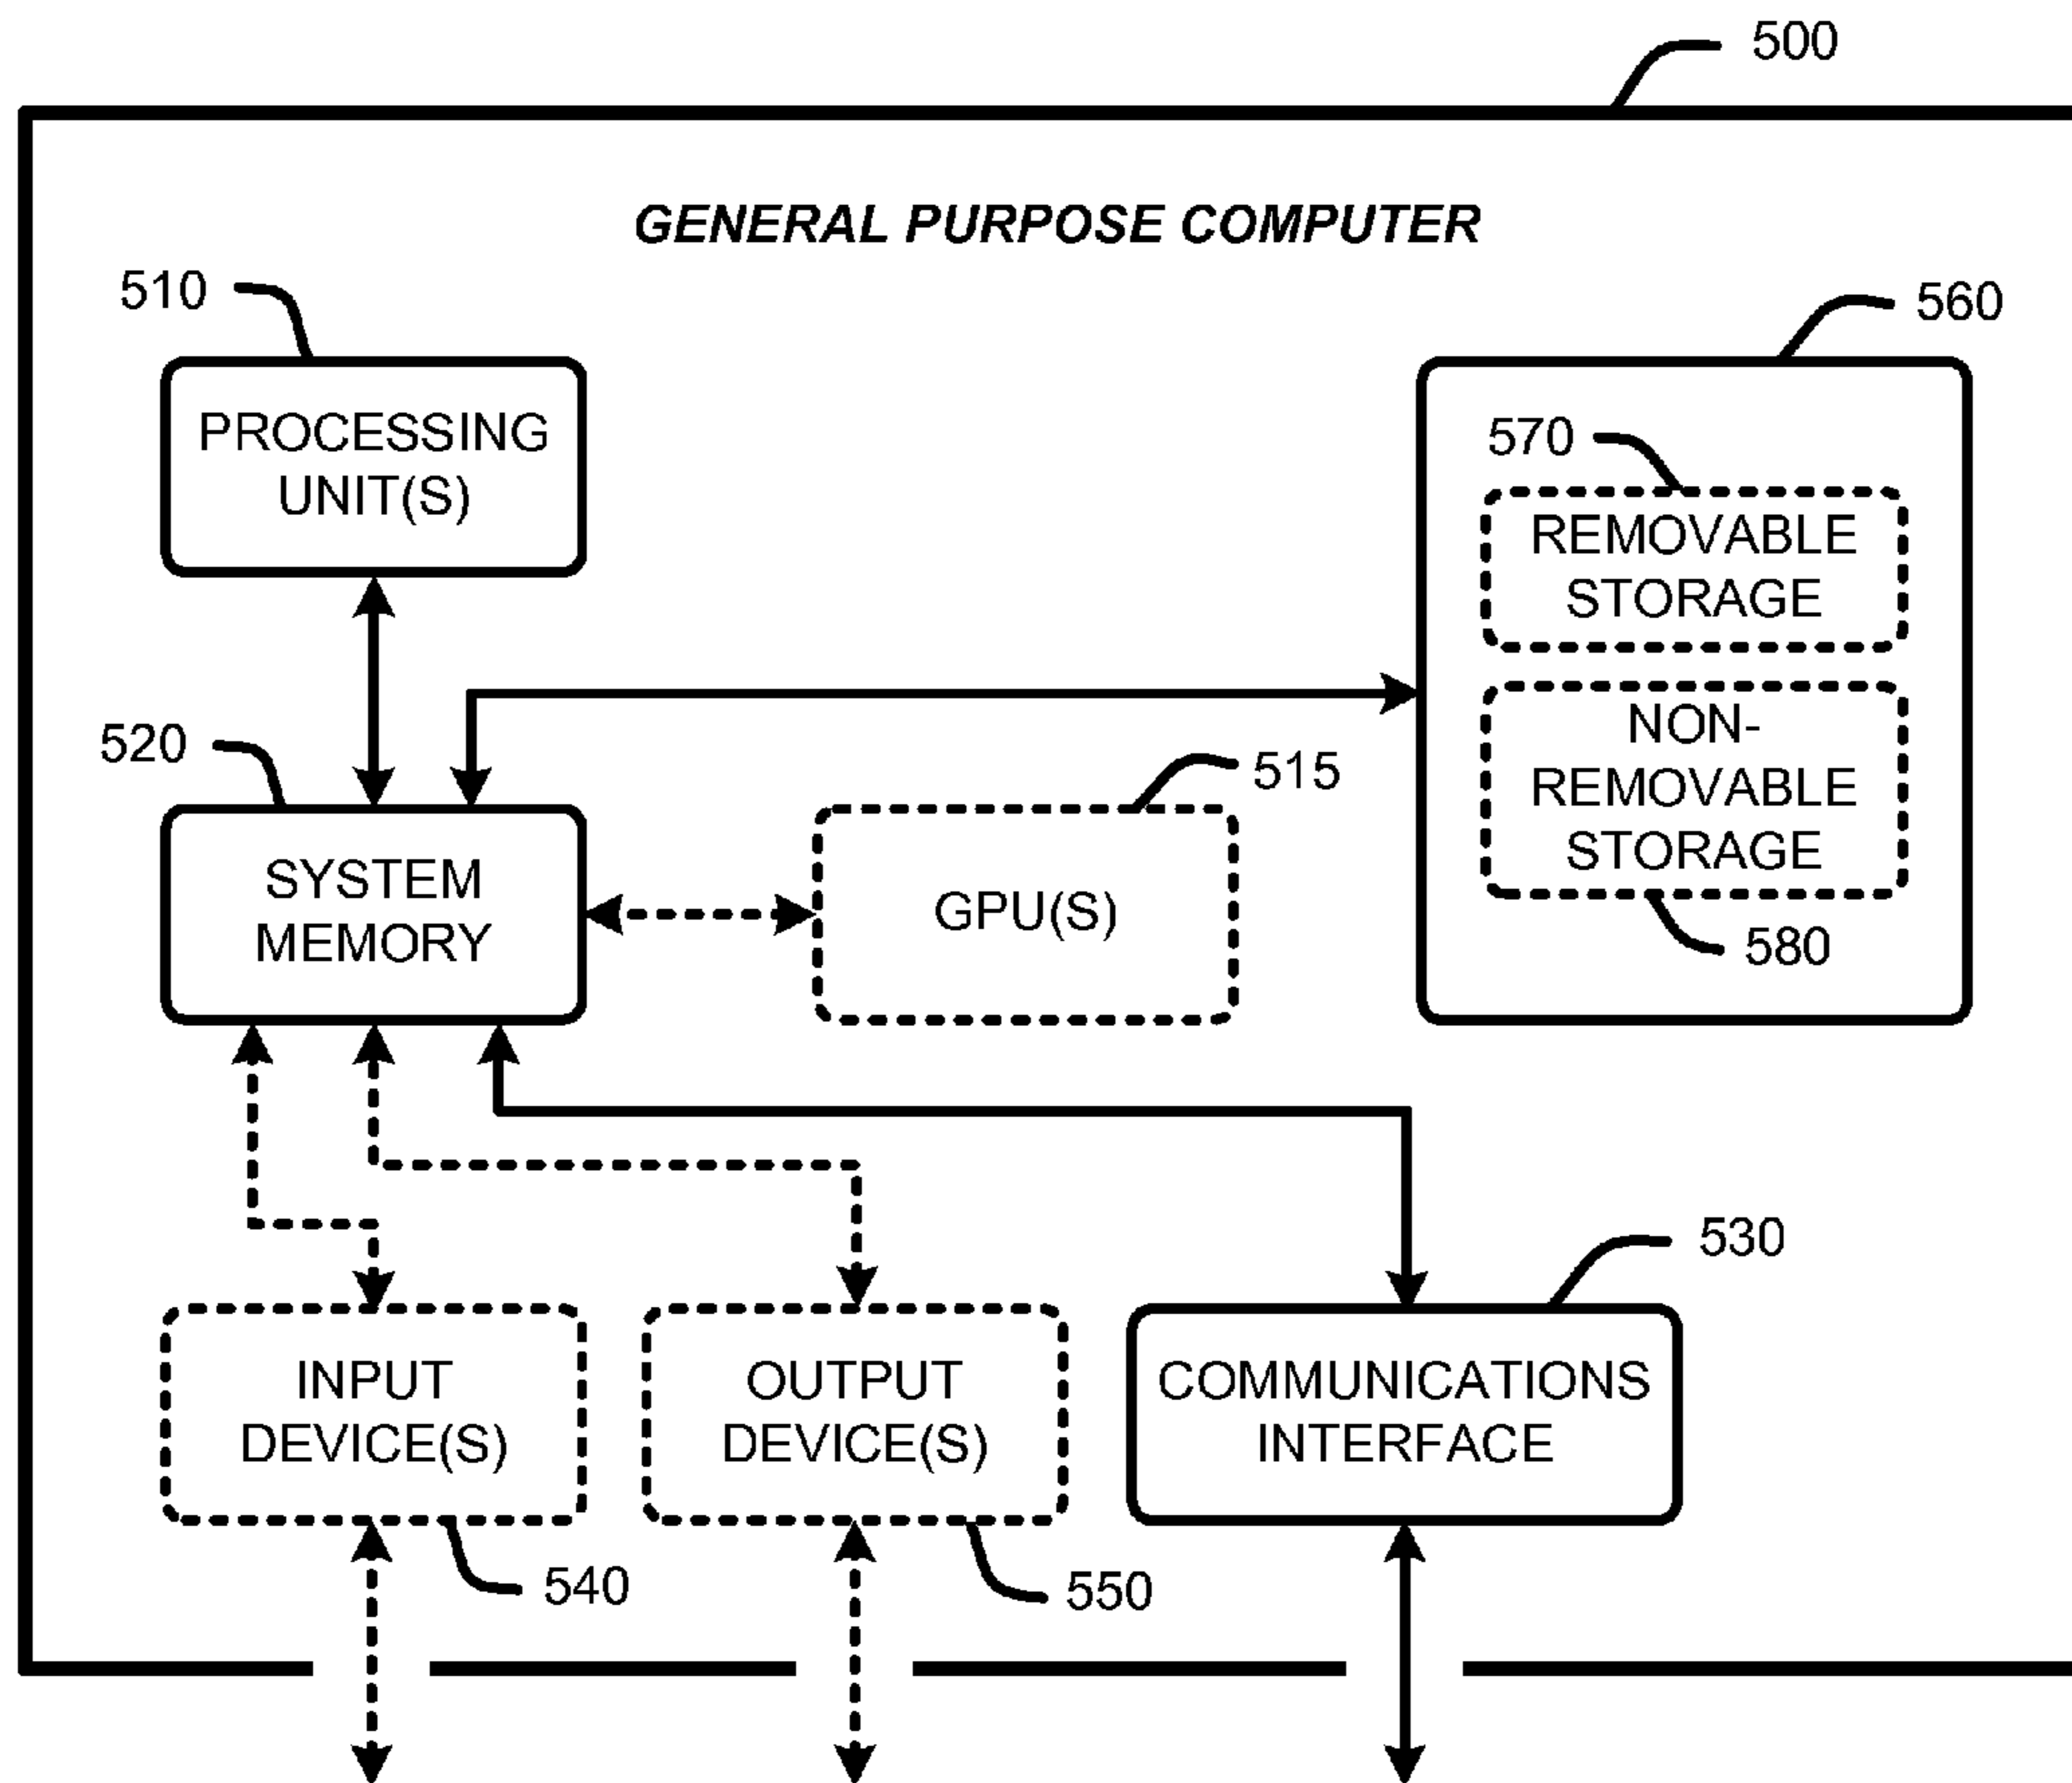 500
GENERAL PURPOSE COMPUTER
510
560
PROCESSING
UNIT(S)
570
REMOVABLE
STORAGE
520
515
NON-
REMOVABLE
STORAGE
SYSTEM
MEMORY
GPU(S)
580
530
INPUT
DEVICE(S)
OUTPUT
DEVICE(S)
COMMUNICATIONS
INTERFACE
540
550